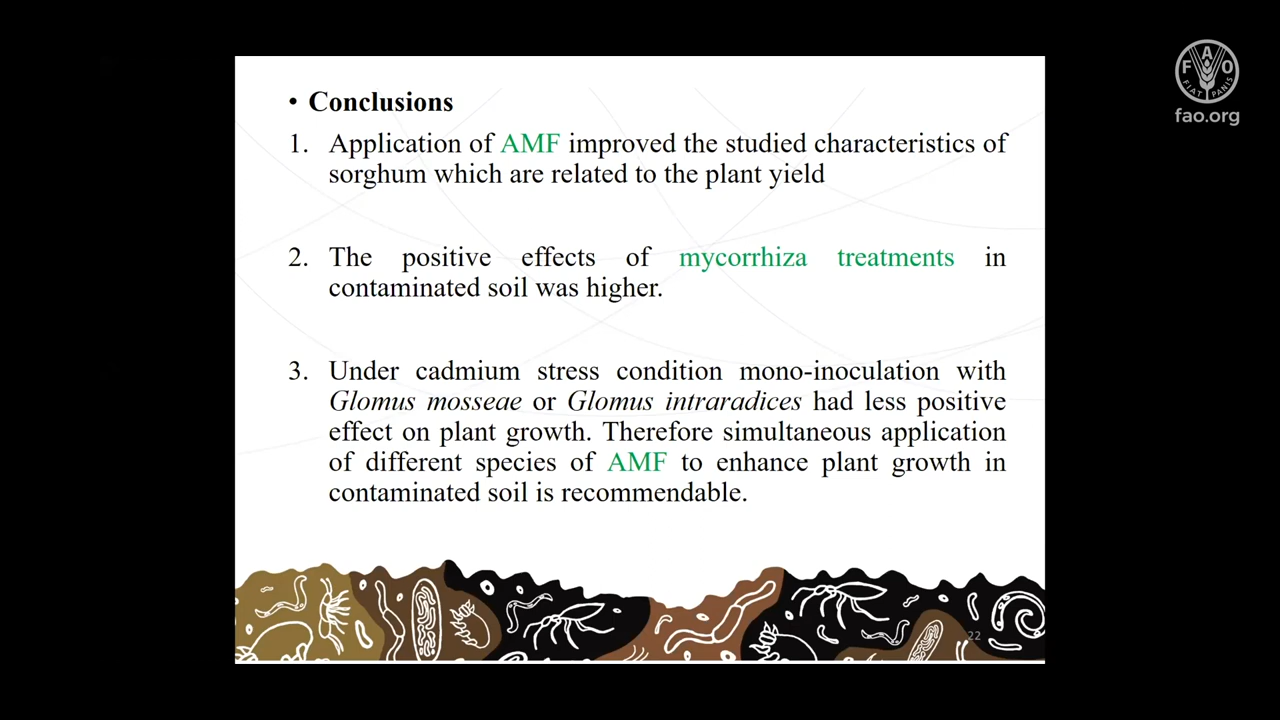 • Conclusions
1. Application of AMF improved the studied characteristics of
sorghum which are related to the plant yield
2. The positive effects of mycorrhiza treatments in
contaminated soil was higher.
3. Under cadmium stress condition mono-inoculation with
Glomus mosseae or Glomus intraradices had less positive
effect on plant growth. Therefore simultaneous application
of different species of AMF to enhance plant growth in
contaminated soil is recommendable.
22
F A O
FIAT PANIS
fao.org